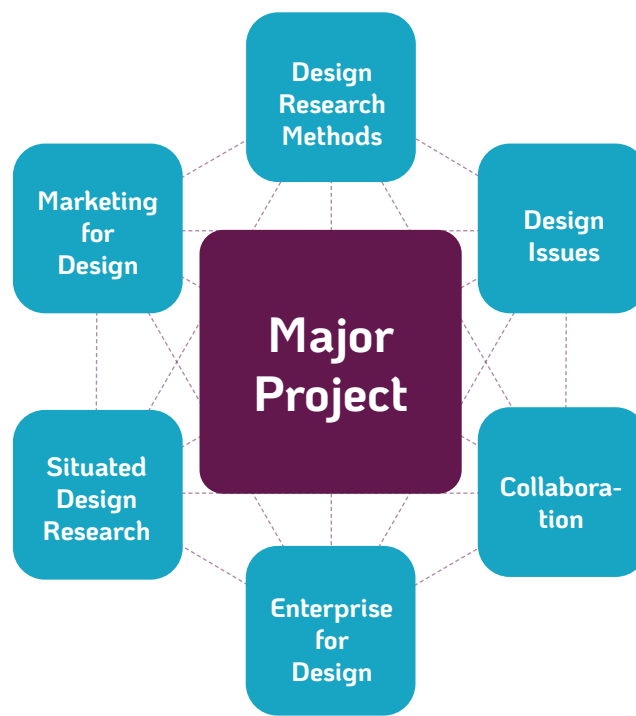 Design
Research
Methods
Marketing
for
Design
Design
Issues
Major
Project
Situated
Design
Research
Collabora-
tion
Enterprise
for
Design